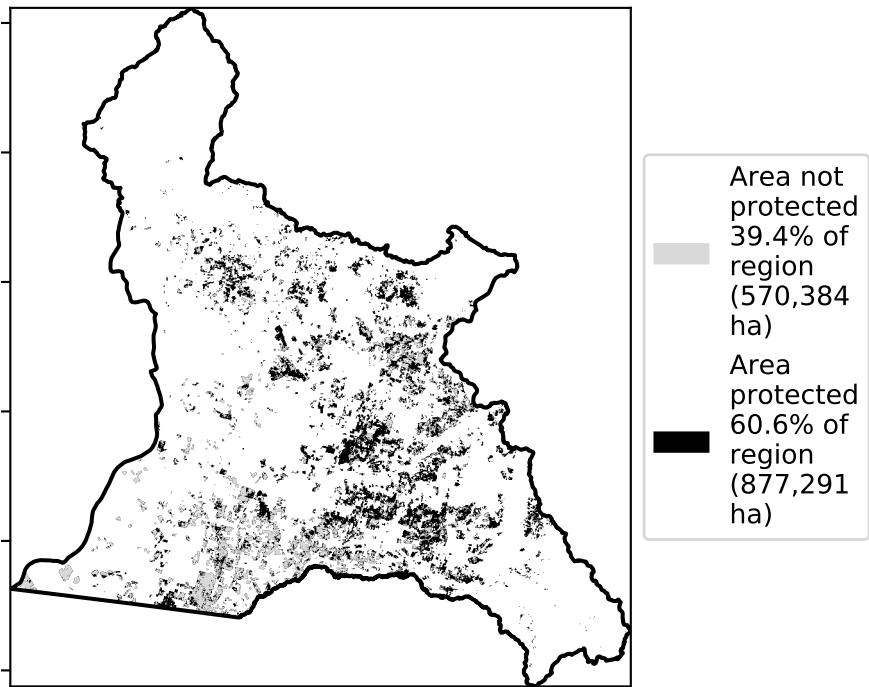 Area not
protected
39.4% of
region
(570,384
ha)
Area
protected
60.6% of
region
(877,291
ha)